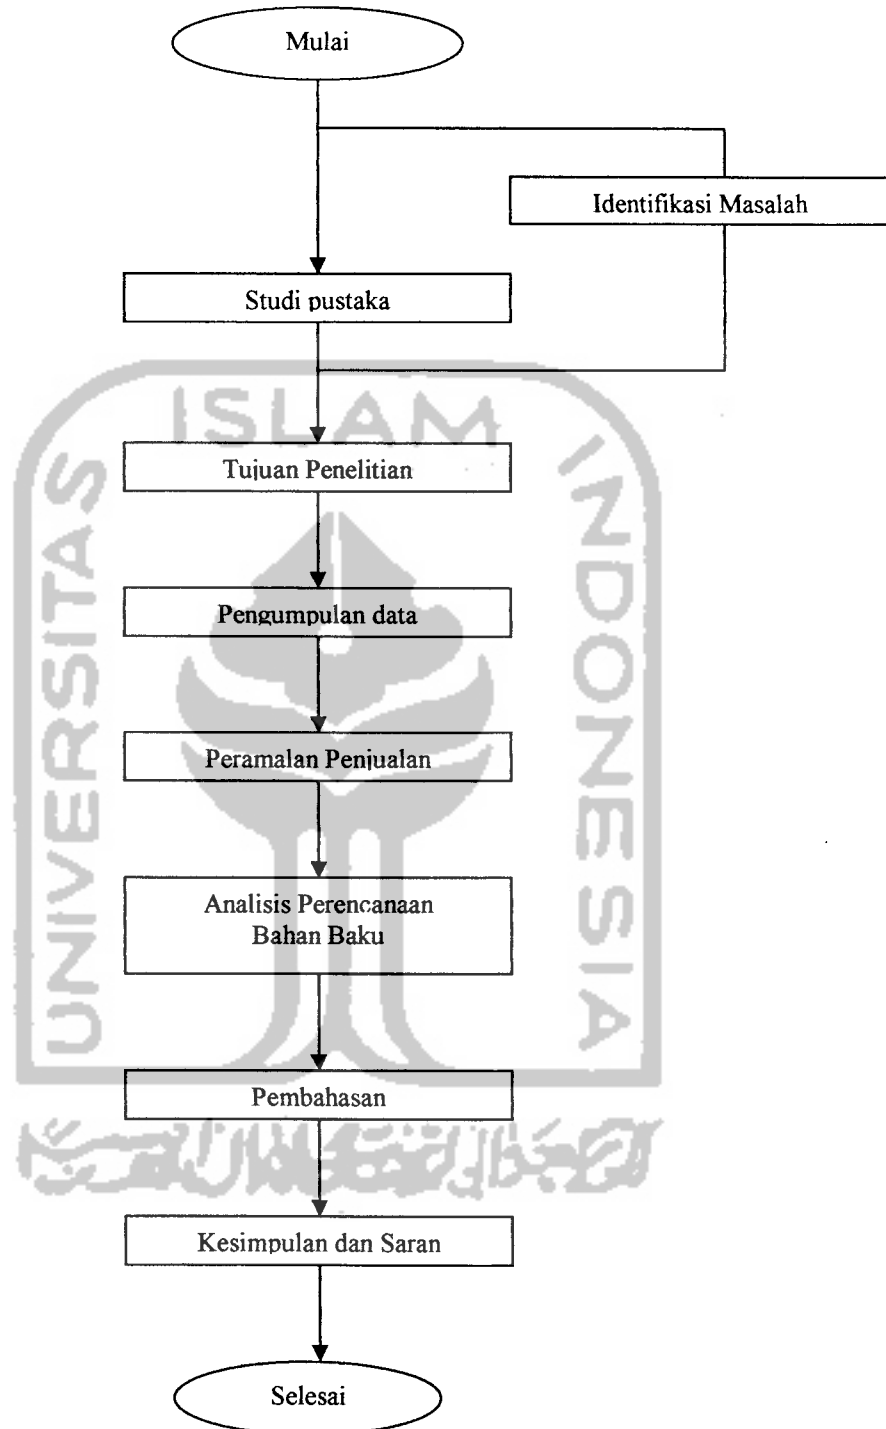 Mulai
Identifikasi Masalah
Studi pustaka
ISLAM
UNIVERSITAS
INDONESIA
Tujuan Penelitian
Pengumpulan data
Peramalan Penjualan
Analisis Perencanaan
Bahan Baku
Pembahasan
Kesimpulan dan Saran
Selesai